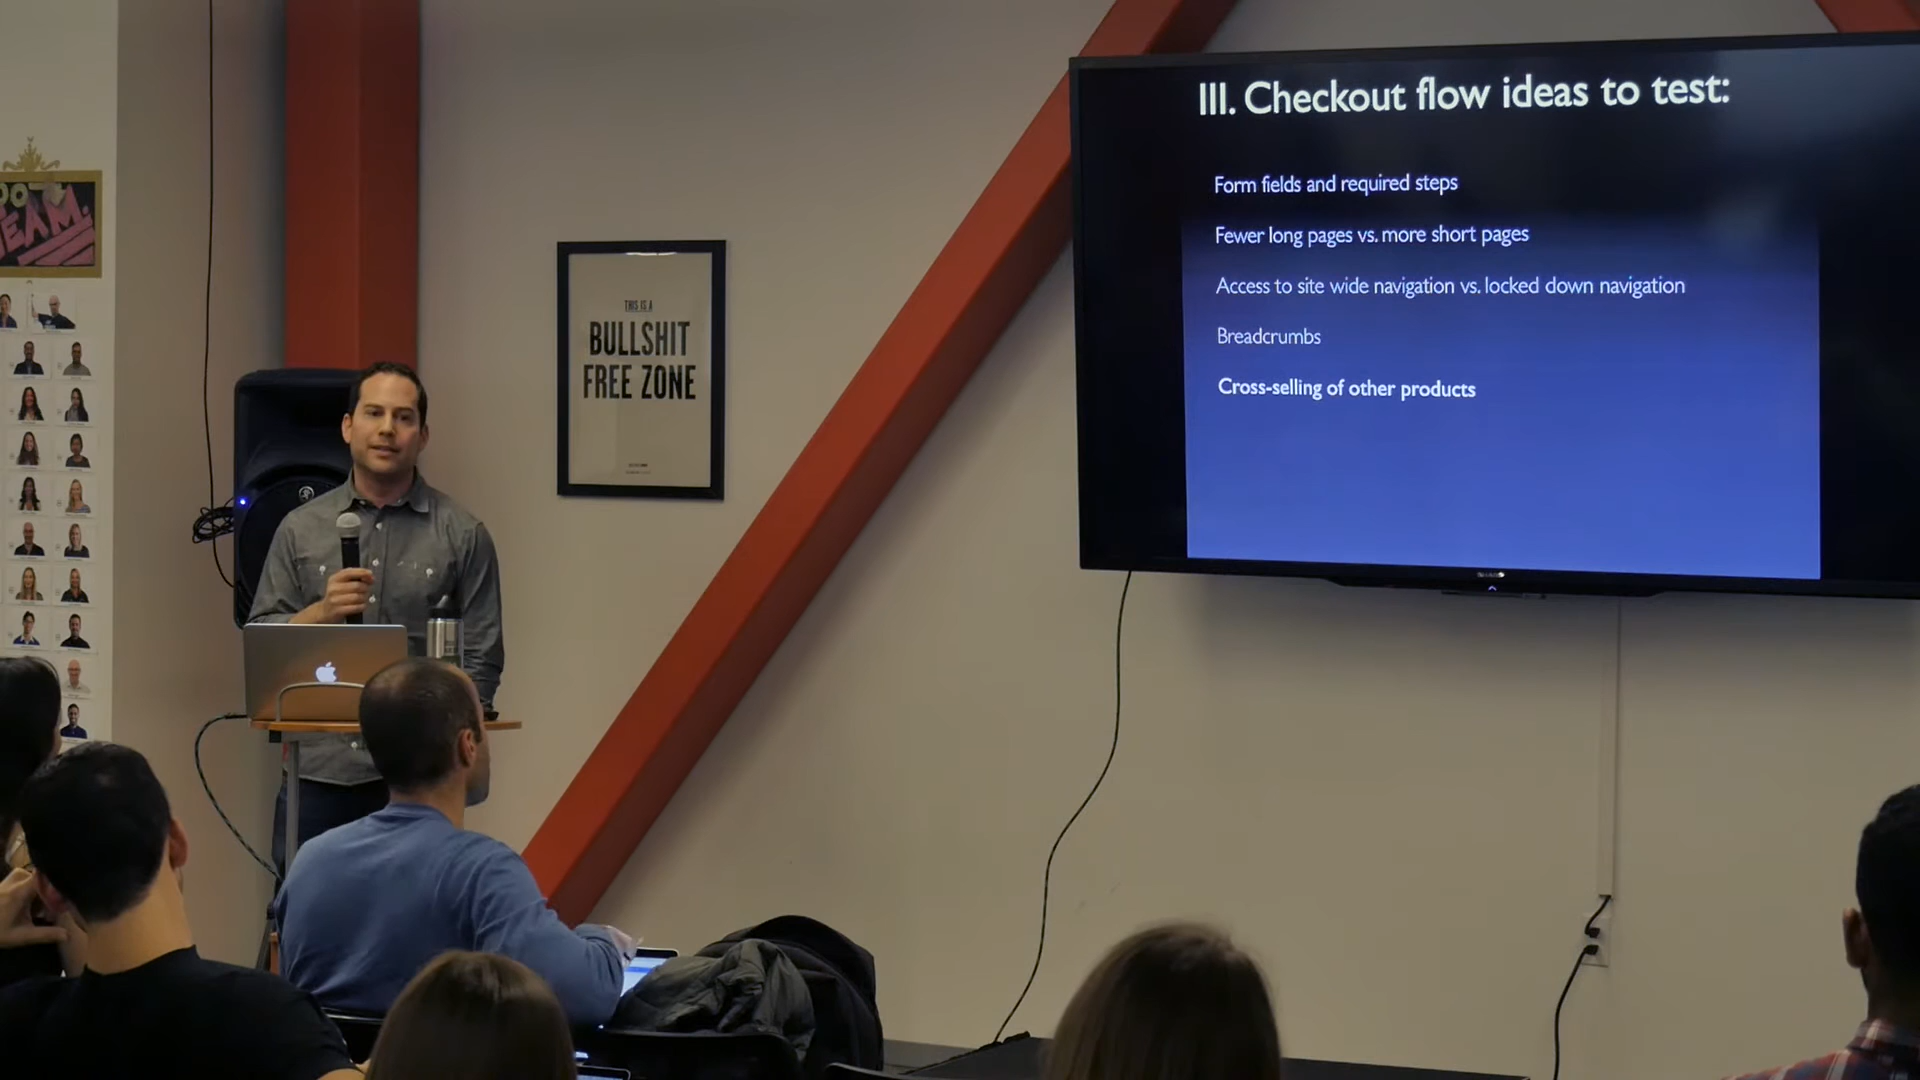 TEAM.
THIS IS A
BULLSHIT
FREE ZONE
III. Checkout flow ideas to test:
Form fields and required steps
Fewer long pages vs. more short pages
Access to site wide navigation vs. locked down navigation
Breadcrumbs
Cross-selling of other products